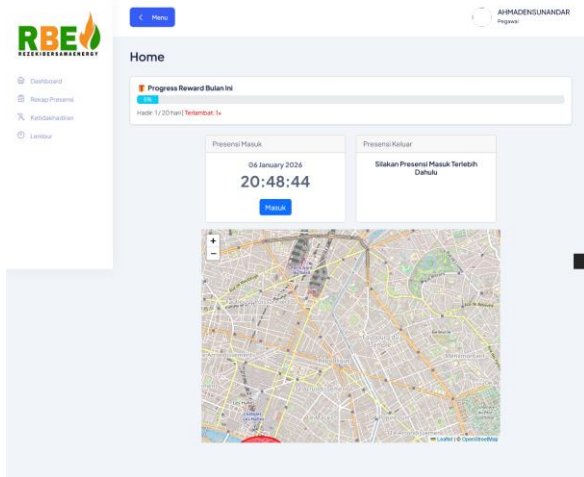 RBE
REZEKIBERSAMAENERGY
Menu
AHMADENSUNANDAR
Pegawai
Dashboard
Rekap Presensi
Ketidakhadiran
Lembur
Home
Progress Reward Bulan Ini
0%
Hadir: 1 / 20 hari | Terlambat: 1x
Presensi Masuk
06 January 2026
20:48:44
Masuk
Presensi Keluar
Silakan Presensi Masuk Terlebih
Dahulu
+
−
Leaflet | © OpenStreetMap